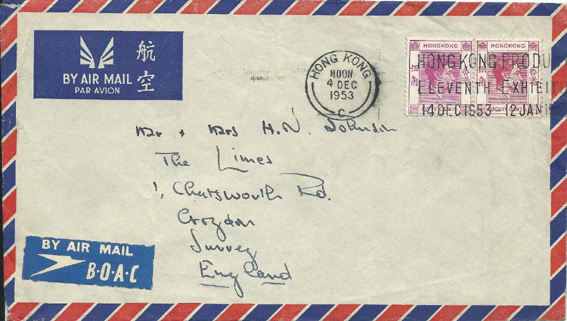 航空
BY AIR MAIL
PAR AVION
HONG KONG
NOON
4 DEC
1953
C
HONGKONG HONGKONG
HONG KONG PRODU
ELEVENTH EXHIBI
14 DEC 1953 12 JAN
Mr & Mrs H.N. Johnson
The Limes
1, Chatsworth Rd.
Croydon
Surrey
England
BY AIR MAIL
B·O·A·C